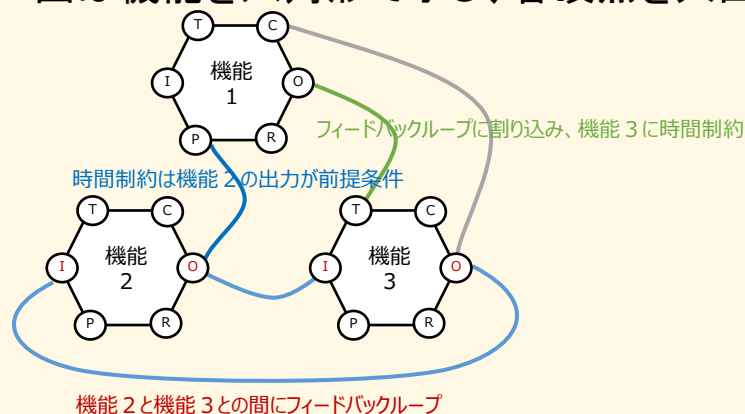 T
C
I
機能
1
O
P
R
フィードバックループに割り込み、機能３に時間制約
時間制約は機能２の出力が前提条件
T
C
I
機能
2
O
P
R
T
C
I
機能
3
O
P
R
機能２と機能３との間にフィードバックループ